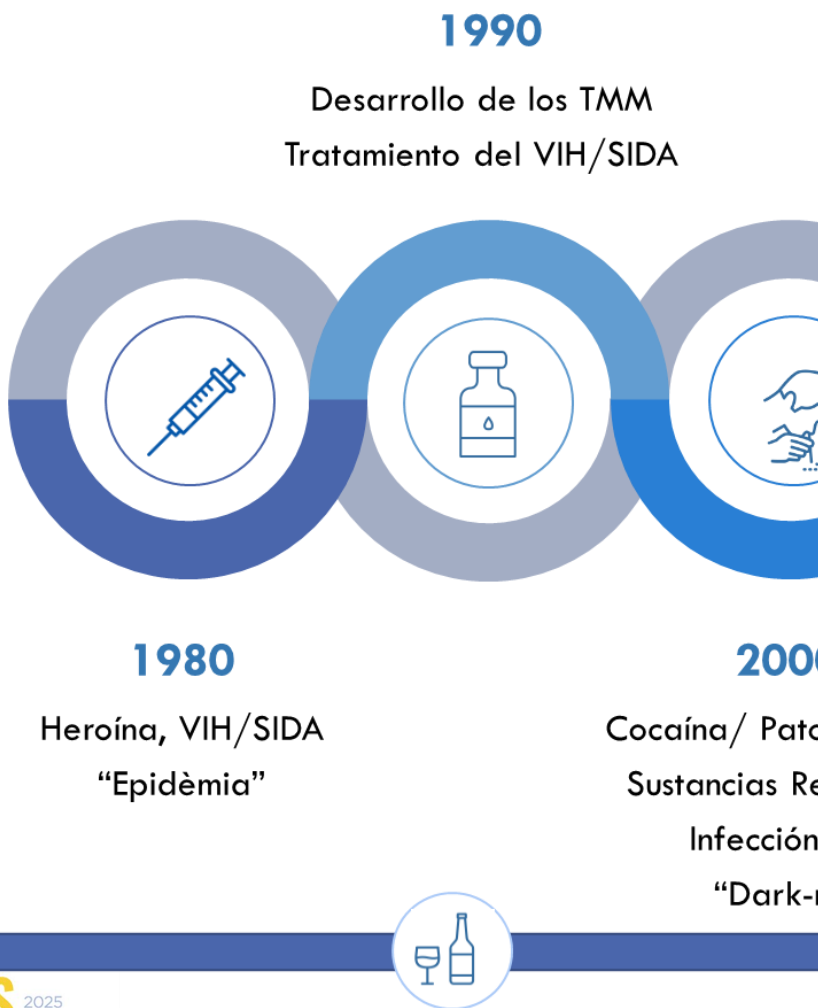 1990
Desarrollo de los TMM
Tratamiento del VIH/SIDA
1980
Heroína, VIH/SIDA
“Epidèmia”
Cocaína/
Sustancias
Infección
2025